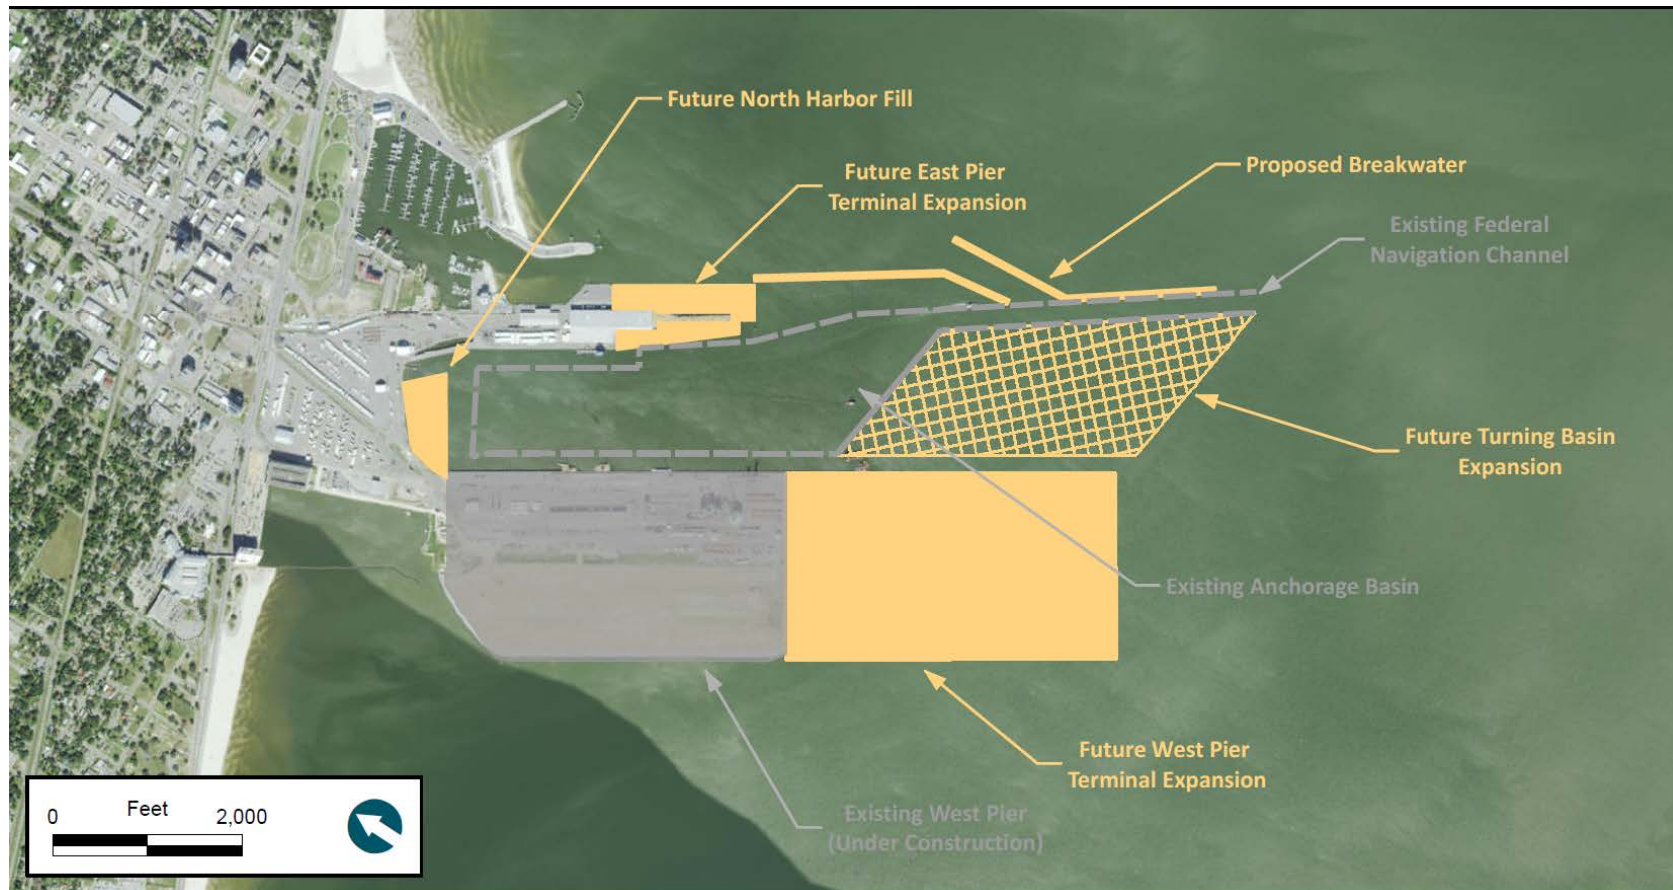 Future North Harbor Fill
Future East Pier
Terminal Expansion
Proposed Breakwater
Existing Federal
Navigation Channel
Future Turning Basin
Expansion
Existing Anchorage Basin
Future West Pier
Terminal Expansion
Existing West Pier
(Under Construction)
0 Feet 2,000